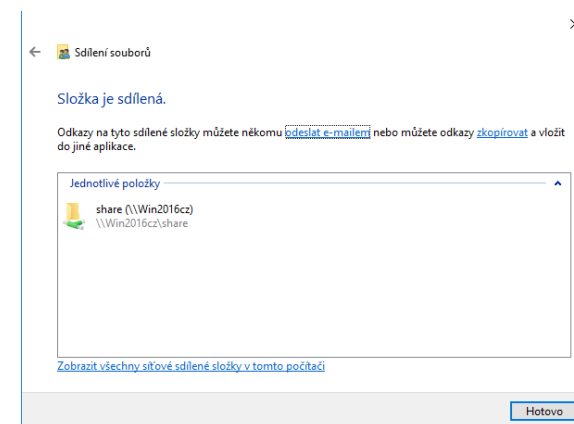 Sdílení souborů
Složka je sdílená.
Odkazy na tyto sdílené složky můžete někomu odeslat e-mailem nebo můžete odkazy zkopírovat a vložit
do jiné aplikace.
Jednotlivé položky
share (\\Win2016cz)
\\Win2016cz\share
Zobrazit všechny síťové sdílené složky v tomto počítači
Hotovo